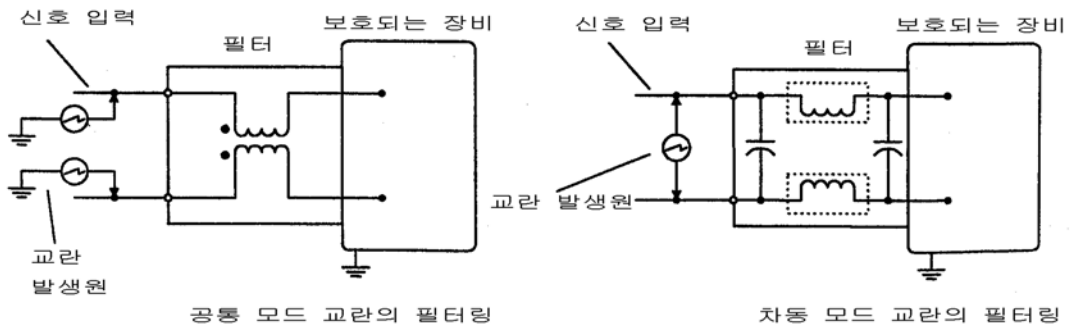 신호 입력
필터
보호되는 장비
교란
발생원
공통 모드 교란의 필터링
신호 입력
필터
보호되는 장비
교란 발생원
차동 모드 교란의 필터링